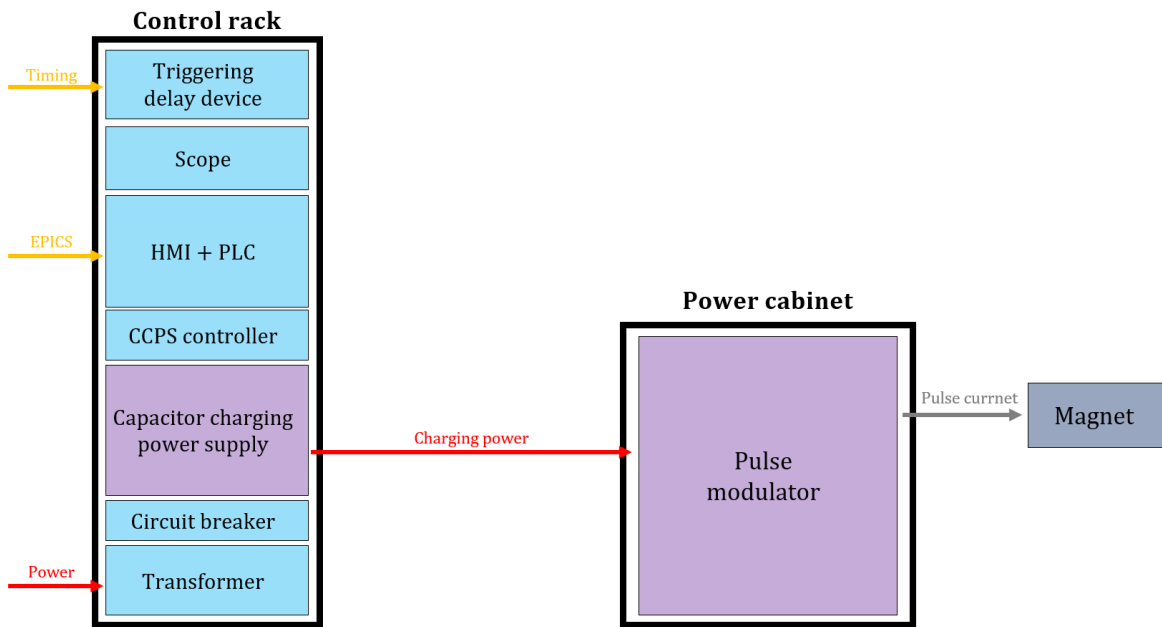 Control rack
Timing
Triggering
delay device
Scope
EPICS
HMI + PLC
CCPS controller
Capacitor charging
power supply
Circuit breaker
Power
Transformer
Charging power
Power cabinet
Pulse
modulator
Pulse currnet
Magnet